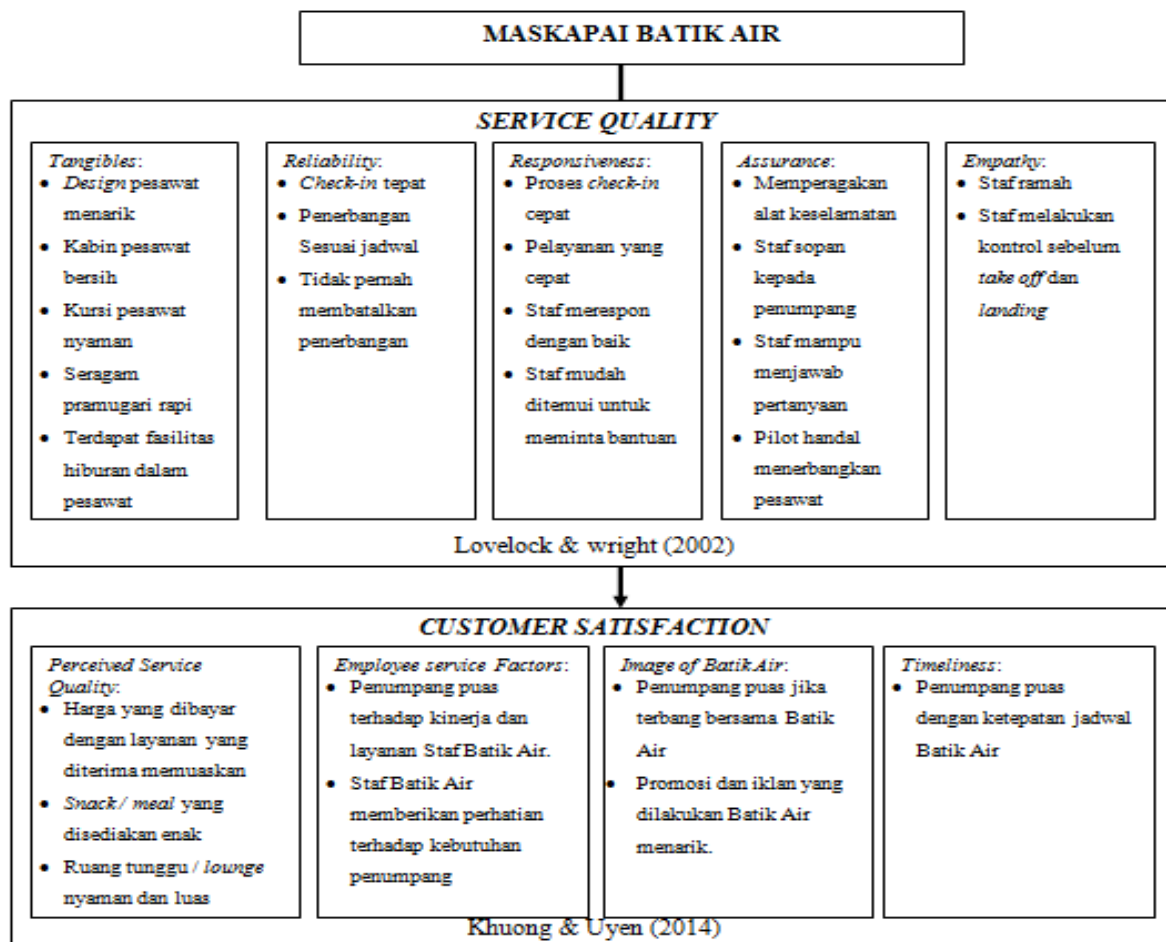 MASKAPAI BATIK AIR
SERVICE QUALITY
Tangibles:
• Design pesawat
menarik
• Kabin pesawat
bersih
• Kursi pesawat
nyaman
• Seragam
pramugari rapi
• Terdapat fasilitas
hiburan dalam
pesawat
Reliability:
• Check-in tepat
• Penerbangan
Sesuai jadwal
• Tidak pernah
membatalkan
penerbangan
Responsiveness:
• Proses check-in
cepat
• Pelayanan yang
cepat
• Staf merespon
dengan baik
• Staf mudah
ditemui untuk
meminta bantuan
Assurance:
• Memperagakan
alat keselamatan
• Staf sopan
kepada
penumpang
• Staf mampu
menjawab
pertanyaan
• Pilot handal
menerbangkan
pesawat
Empathy:
• Staf ramah
• Staf melakukan
kontrol sebelum
take off dan
landing
Lovelock & wright (2002)
CUSTOMER SATISFACTION
Perceived Service
Quality:
• Harga yang dibayar
dengan layanan yang
diterima memuaskan
• Snack / meal yang
disediakan enak
• Ruang tunggu / lounge
nyaman dan luas
Employee service Factors:
• Penumpang puas
terhadap kinerja dan
layanan Staf Batik Air.
• Staf Batik Air
memberikan perhatian
terhadap kebutuhan
penumpang
Image of Batik Air:
• Penumpang puas jika
terbang bersama Batik
Air
• Promosi dan iklan yang
dilakukan Batik Air
menarik.
Timeliness:
• Penumpang puas
dengan ketepatan jadwal
Batik Air
Khuong & Uyen (2014)